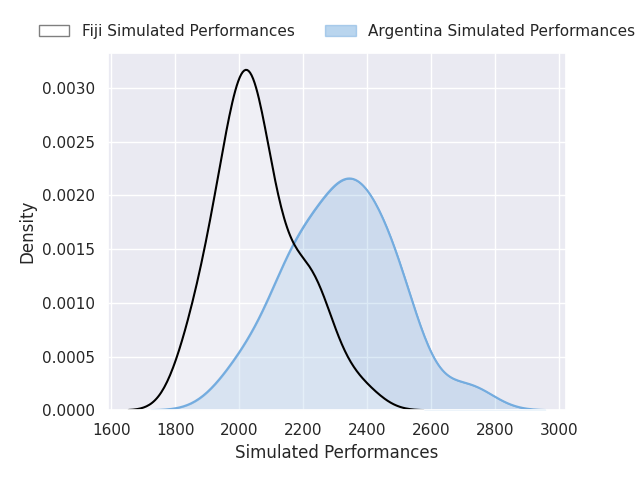 Fiji Simulated Performances Argentina Simulated Performances
0.0030
0.0025
0.0020
0.0015
0.0010
0.0005
0.0000
Density
1600 1800 2000 2200 2400 2600 2800 3000
Simulated Performances